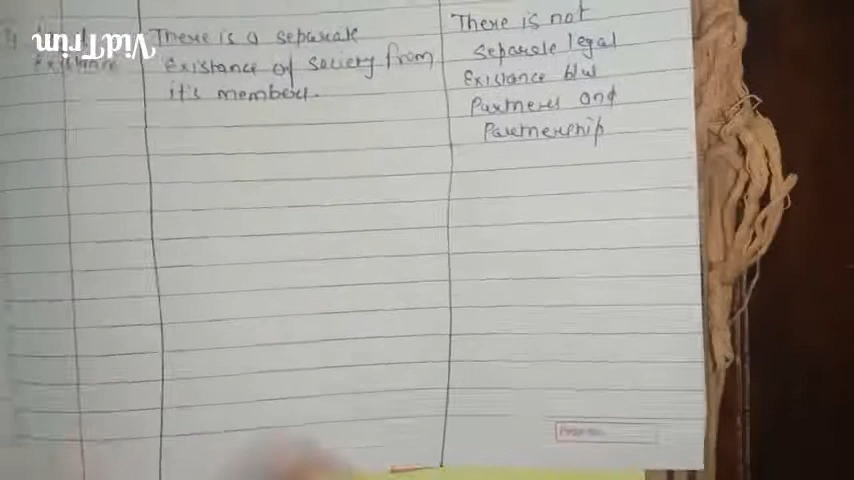 VidTrim
Existance
There is a separate
existance of society from
it's members.
There is not
separate legal
Existance b/w
Partners and
Partnership